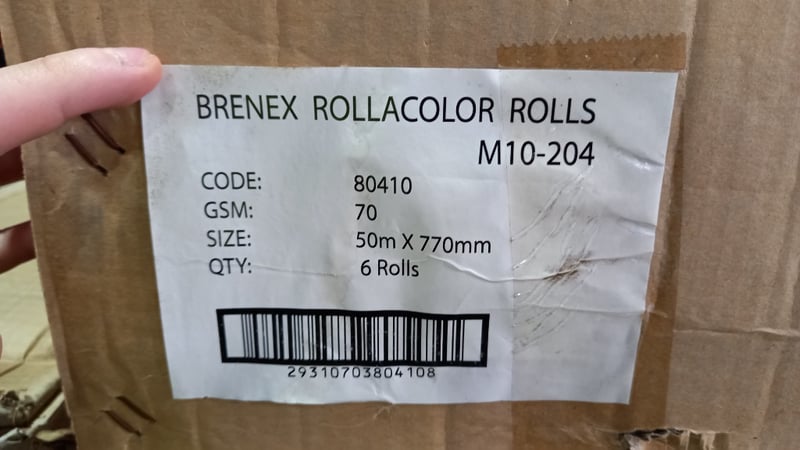 BRENEX ROLLACOLOR ROLLS
M10-204
CODE: 80410
GSM: 70
SIZE: 50m X 770mm
QTY: 6 Rolls
29310703804108